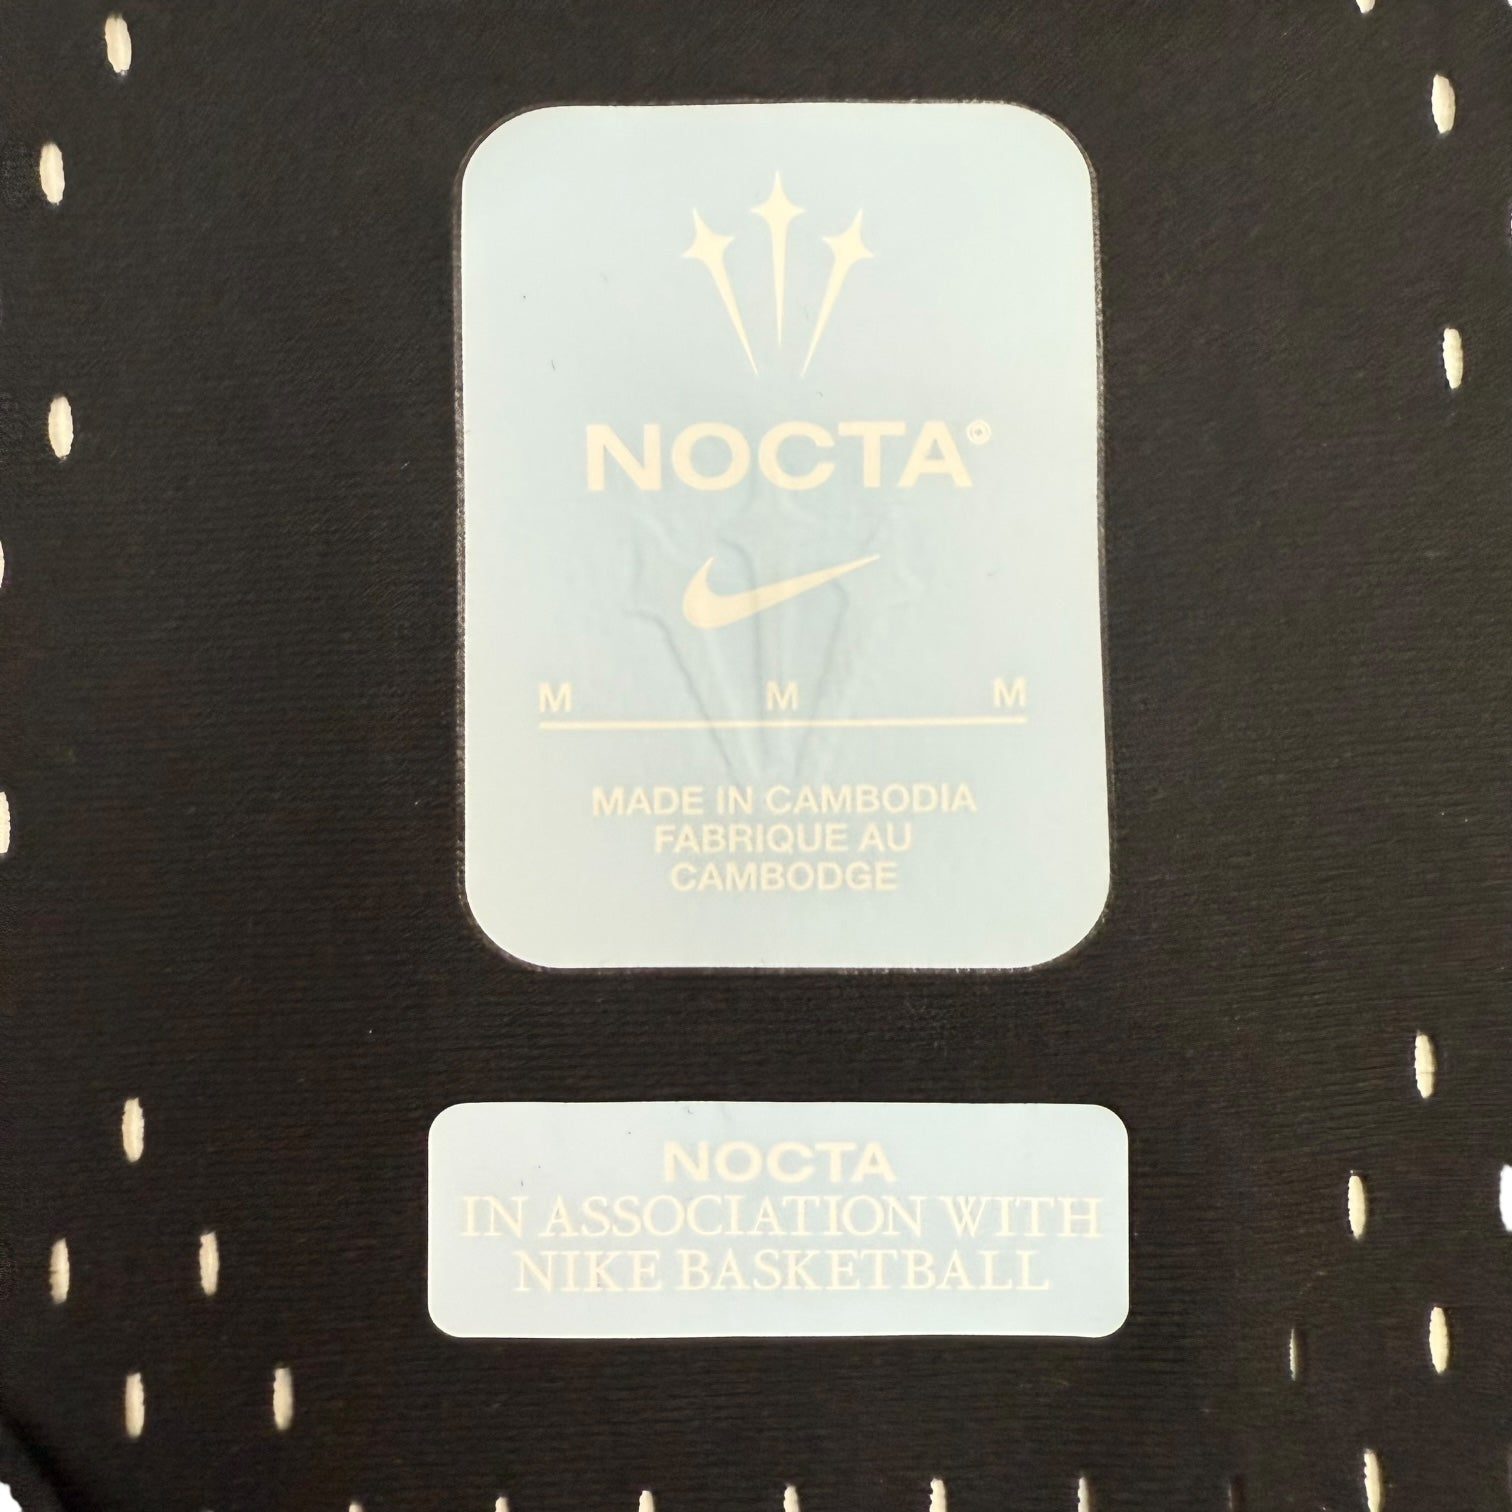 NOCTA
M M M
MADE IN CAMBODIA
FABRIQUE AU
CAMBODGE
NOCTA
IN ASSOCIATION WITH
NIKE BASKETBALL